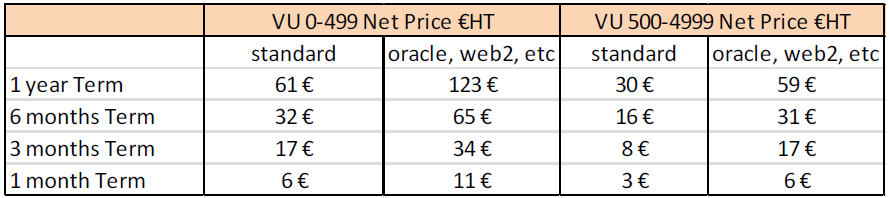 VU 0-499 Net Price €HT VU 500-4999 Net Price €HT
standard oracle, web2, etc standard oracle, web2, etc
1 year Term 61 € 123 € 30 € 59 €
6 months Term 32 € 65 € 16 € 31 €
3 months Term 17 € 34 € 8 € 17 €
1 month Term 6 € 11 € 3 € 6 €